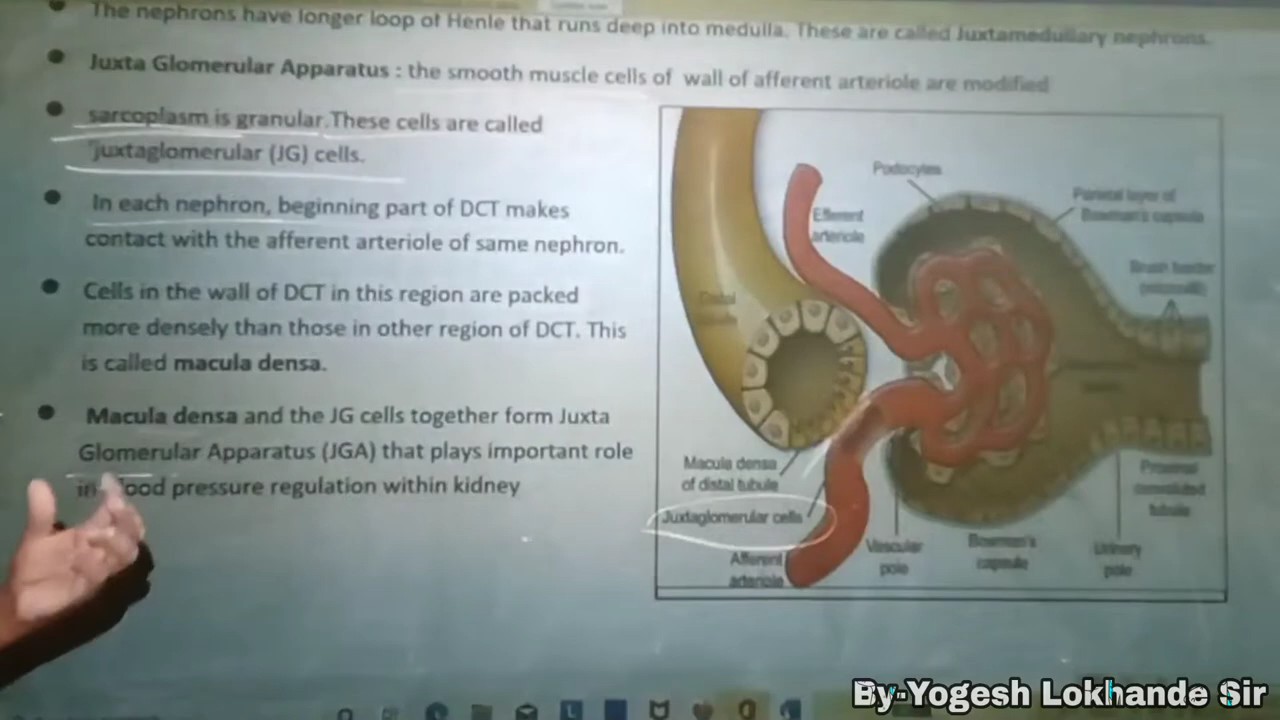 The nephrons have longer loop of Henle that runs deep into medulla. These are called Juxtamedullary nephrons.
Juxta Glomerular Apparatus : the smooth muscle cells of wall of afferent arteriole are modified
sarcoplasm is granular.These cells are called
juxtaglomerular (JG) cells.
In each nephron, beginning part of DCT makes
contact with the afferent arteriole of same nephron.
Cells in the wall of DCT in this region are packed
more densely than those in other region of DCT. This
is called macula densa.
Macula densa and the JG cells together form Juxta
Glomerular Apparatus (JGA) that plays important role
pressure regulation within kidney
Podocytes
Parietal layer of
Bowman's capsule
Efferent
arteriole
Brush border
(microvilli)
Distal
Macula densa
of distal tubule
Juxtaglomerular cells
Afferent
arteriole
Vascular
pole
Bowman's
capsule
Urinary
pole
Proximal
convoluted
tubule
By-Yogesh Lokhande Sir